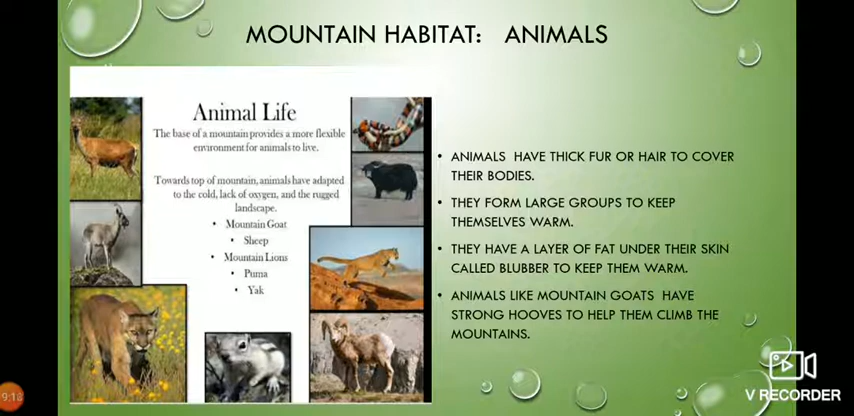 MOUNTAIN HABITAT: ANIMALS
Animal Life
The base of a mountain provides a more flexible
environment for animals to live.
Towards top of mountain, animals have adapted
to the cold, lack of oxygen, and the rugged
landscape.
• Mountain Goat
• Sheep
• Mountain Lions
• Puma
• Yak
• ANIMALS HAVE THICK FUR OR HAIR TO COVER
THEIR BODIES.
• THEY FORM LARGE GROUPS TO KEEP
THEMSELVES WARM.
• THEY HAVE A LAYER OF FAT UNDER THEIR SKIN
CALLED BLUBBER TO KEEP THEM WARM.
• ANIMALS LIKE MOUNTAIN GOATS HAVE
STRONG HOOVES TO HELP THEM CLIMB THE
MOUNTAINS.
9:18
V RECORDER